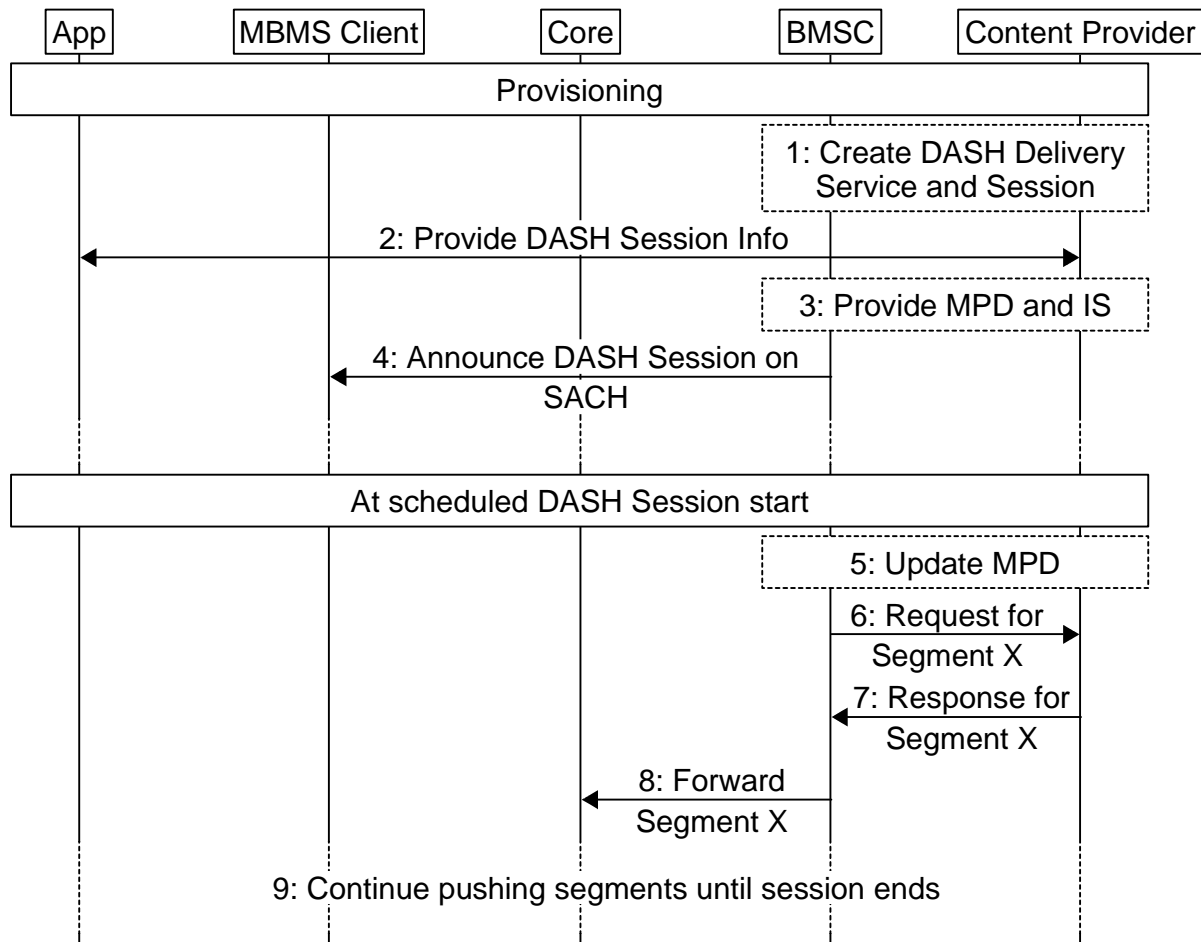 App
MBMS Client
Core
BMSC
Content Provider
Provisioning
1: Create DASH Delivery
Service and Session
2: Provide DASH Session Info
3: Provide MPD and IS
4: Announce DASH Session on
SACH
At scheduled DASH Session start
5: Update MPD
6: Request for
Segment X
7: Response for
Segment X
8: Forward
Segment X
9: Continue pushing segments until session ends